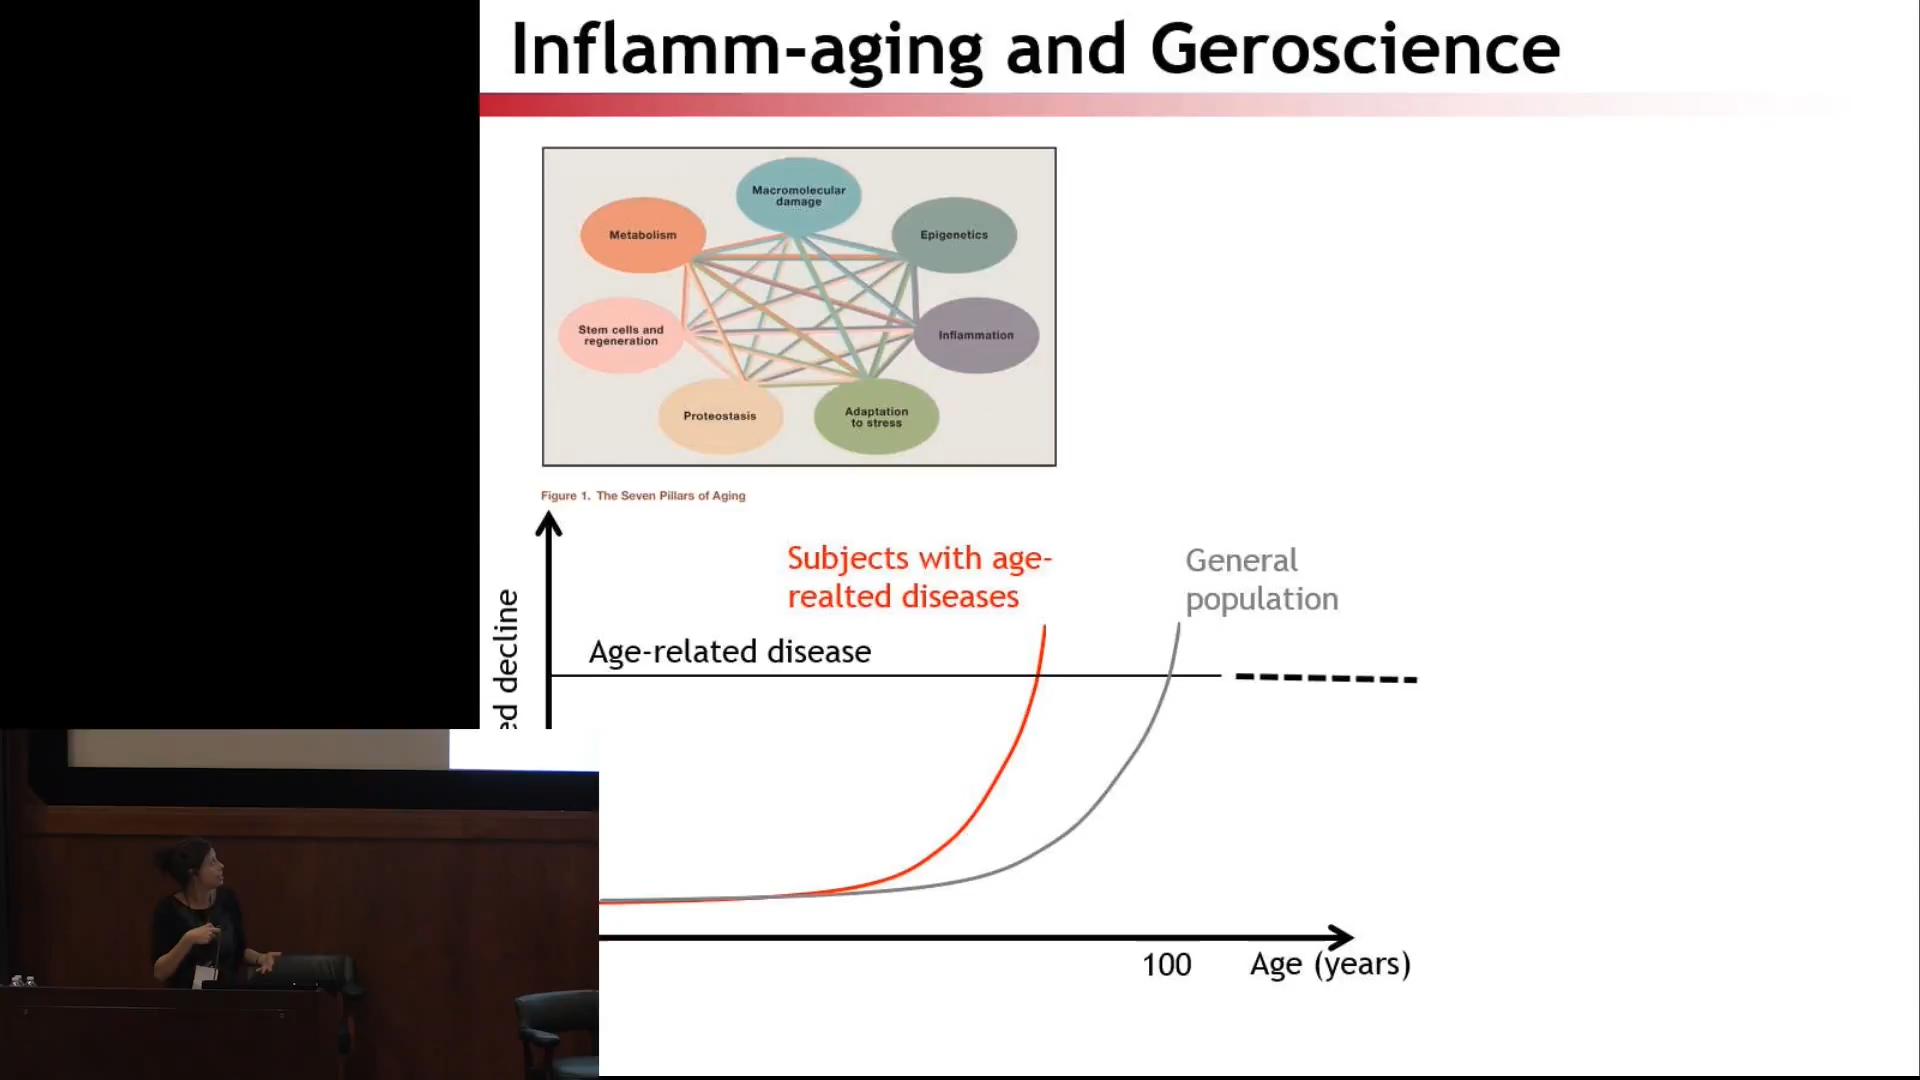 Inflamm-aging and Geroscience
Macromolecular
damage
Metabolism
Epigenetics
Stem cells and
regeneration
Inflammation
Proteostasis
Adaptation
to stress
Figure 1. The Seven Pillars of Aging
Subjects with age-
realted diseases
General
population
Age-related disease
decline
100
Age (years)